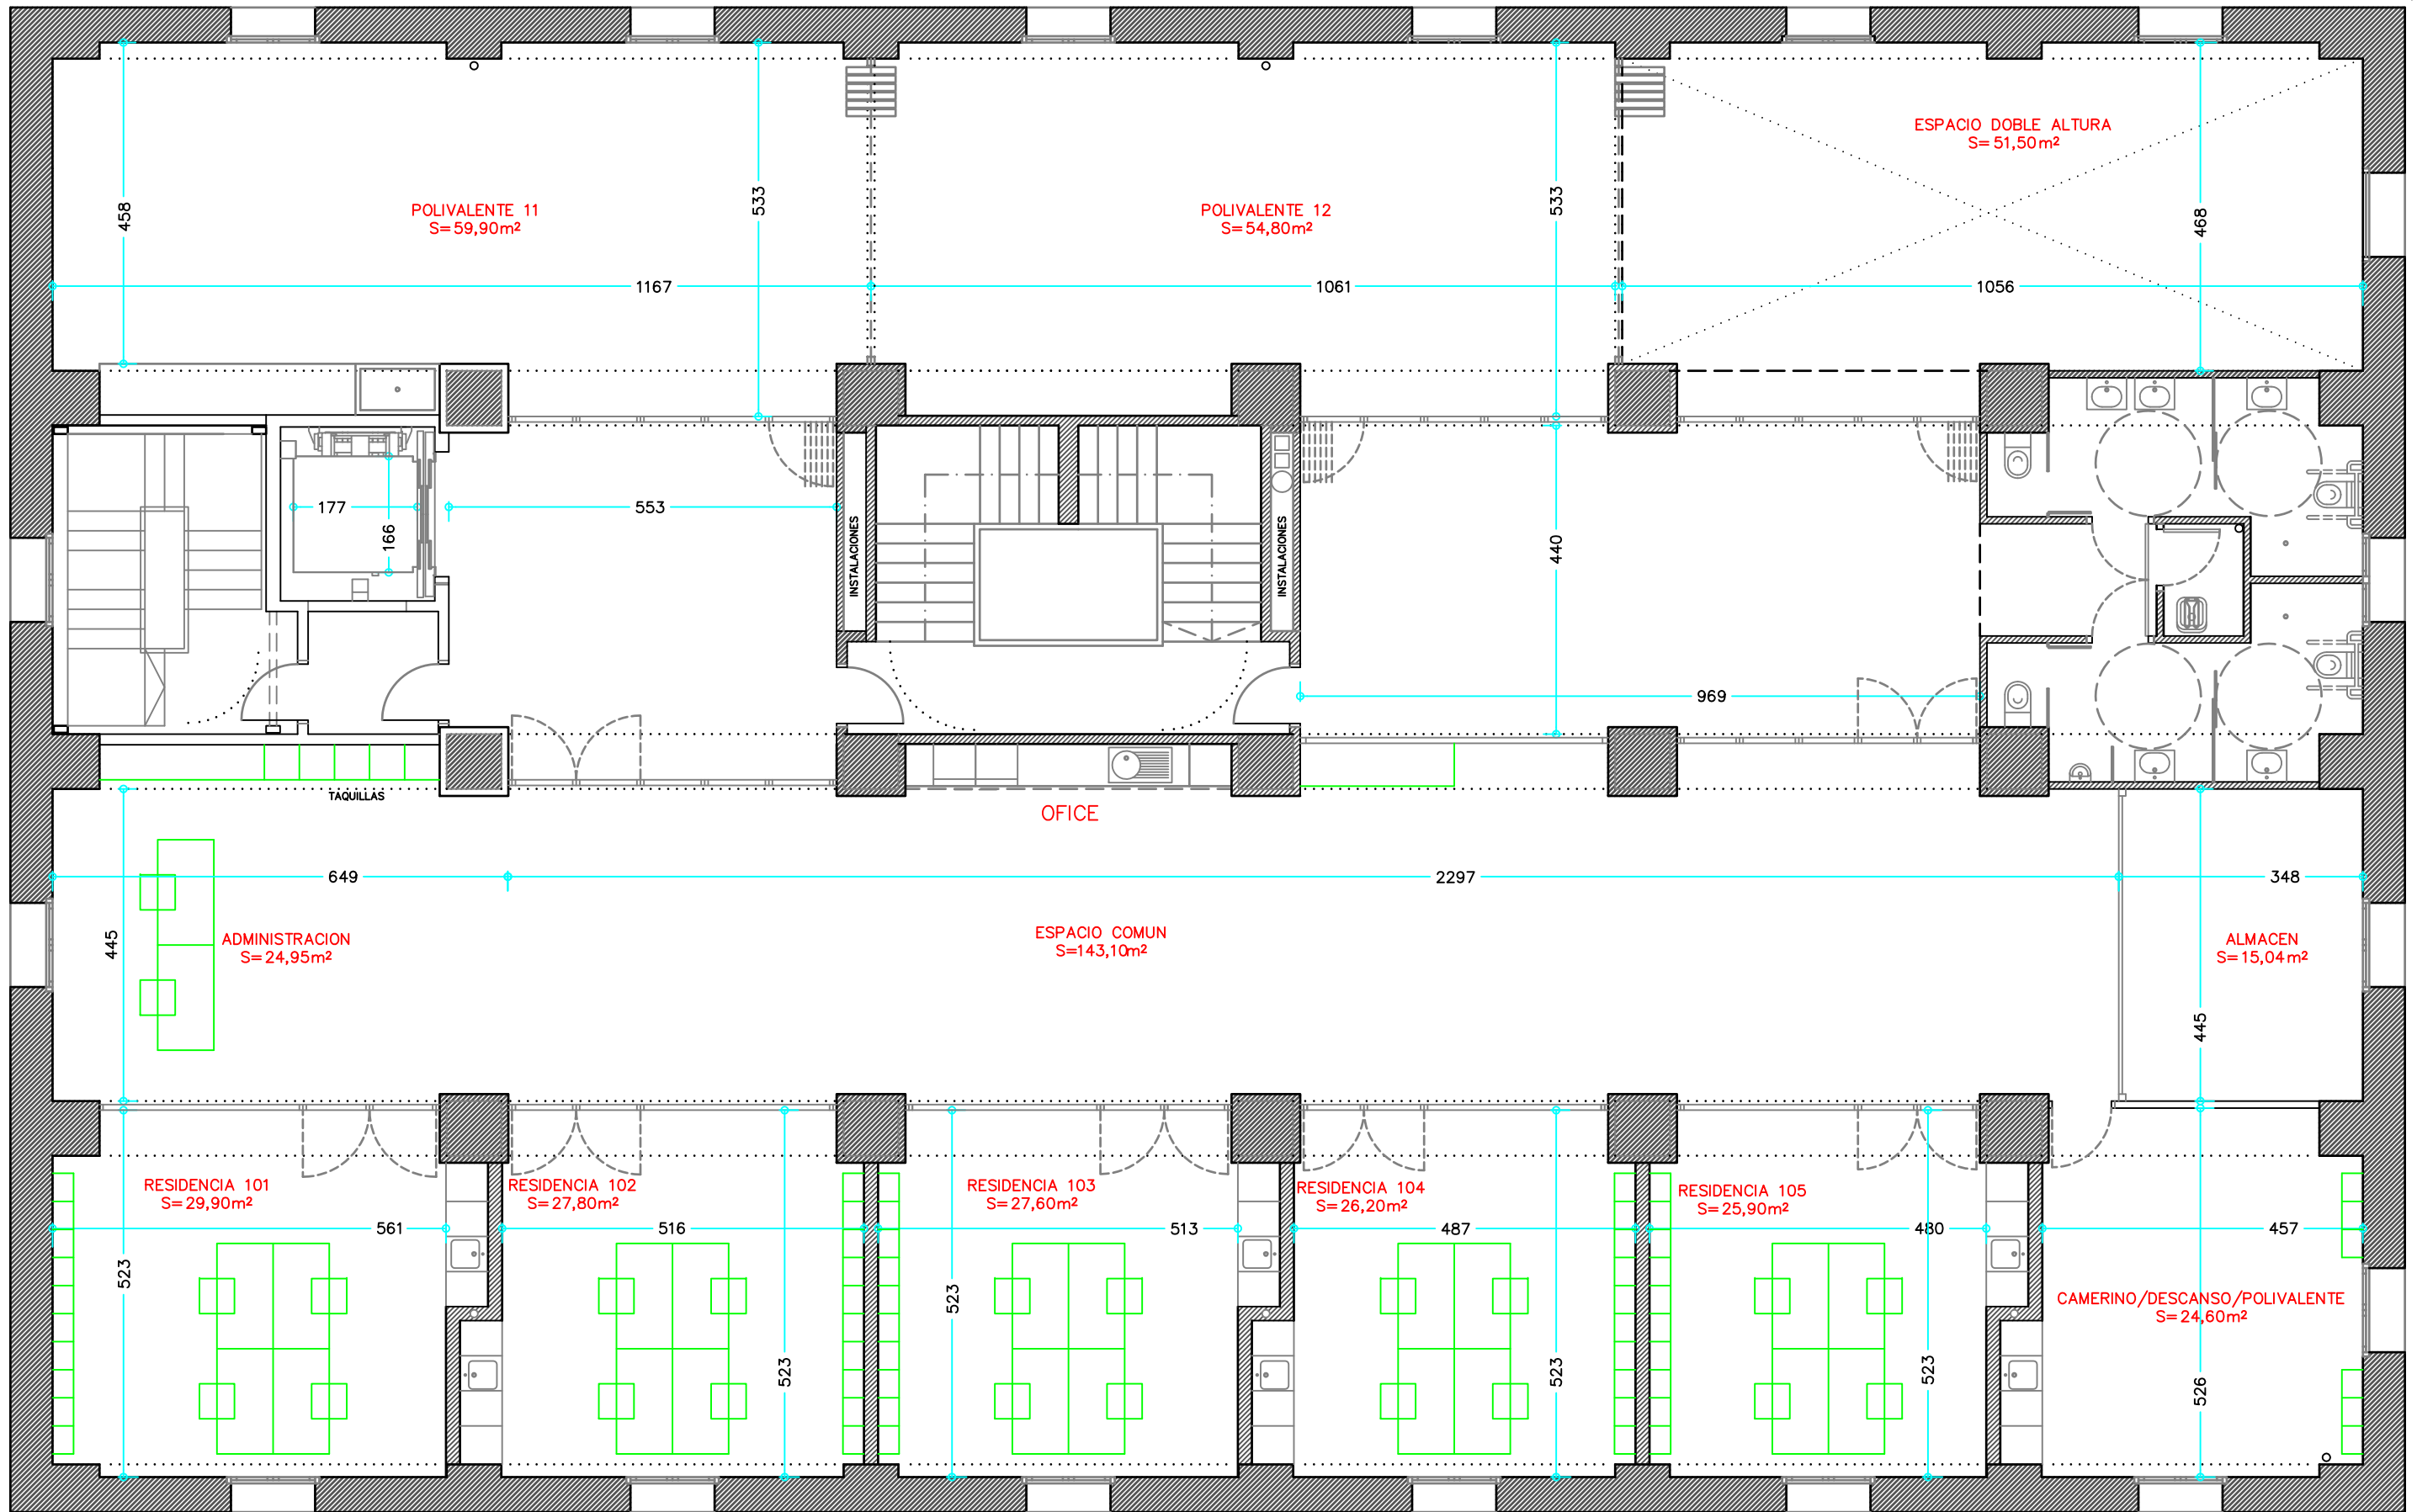 ESPACIO DOBLE ALTURA
S=51,50m²
POLIVALENTE 11
S=59,90m²
POLIVALENTE 12
S=54,80m²
458
533
533
468
1167
1061
1056
177
166
553
INSTALACIONES
INSTALACIONES
440
969
TAQUILLAS
OFICE
649
2297
348
445
ADMINISTRACION
S=24,95m²
ESPACIO COMUN
S=143,10m²
ALMACEN
S=15,04m²
445
RESIDENCIA 101
S=29,90m²
RESIDENCIA 102
S=27,80m²
RESIDENCIA 103
S=27,60m²
RESIDENCIA 104
S=26,20m²
RESIDENCIA 105
S=25,90m²
561
516
513
487
480
457
523
523
523
523
523
CAMERINO/DESCANSO/POLIVALENTE
S=24,60m²
526